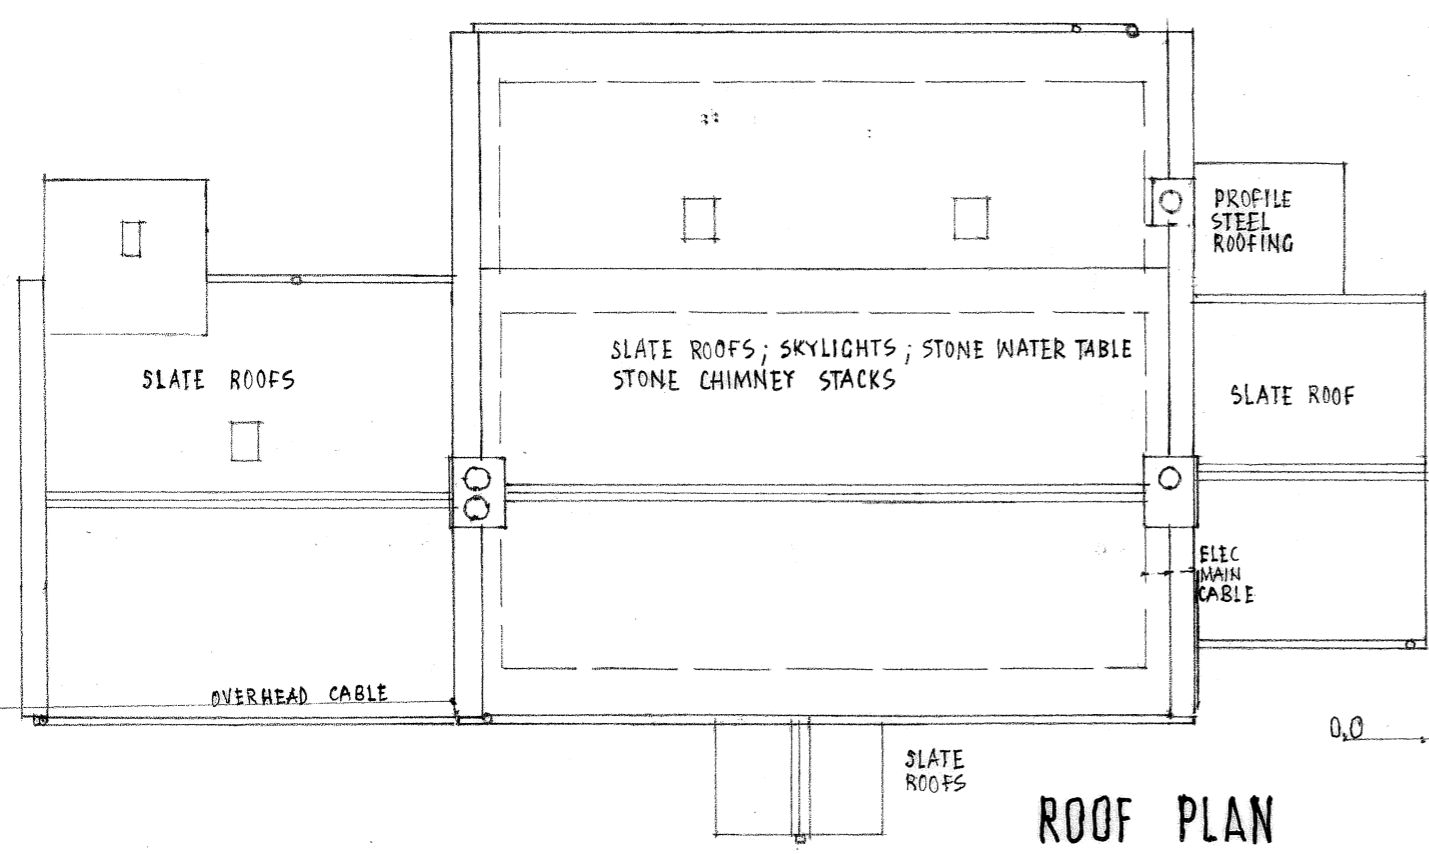 PROFILE
STEEL
ROOFING
SLATE ROOFS; SKYLIGHTS; STONE WATER TABLE
STONE CHIMNEY STACKS
SLATE ROOFS
SLATE ROOF
ELEC
MAIN
CABLE
OVERHEAD CABLE
0,0
SLATE
ROOFS
ROOF PLAN